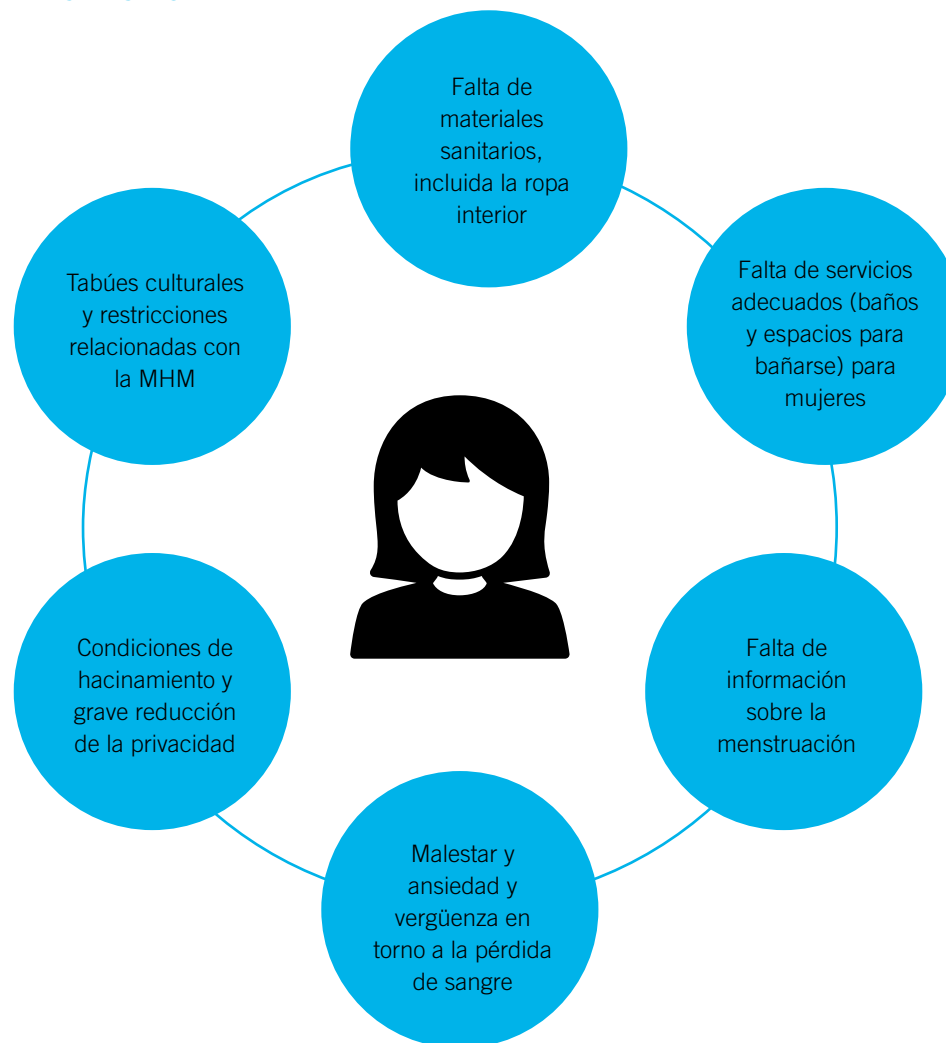 Falta de
materiales
sanitarios,
incluida la ropa
interior
Falta de servicios
adecuados (baños
y espacios para
bañarse) para
mujeres
Falta de
información
sobre la
menstruación
Malestar y
ansiedad y
vergüenza en
torno a la pérdida
de sangre
Condiciones de
hacinamiento y
grave reducción
de la privacidad
Tabúes culturales
y restricciones
relacionadas con
la MHM